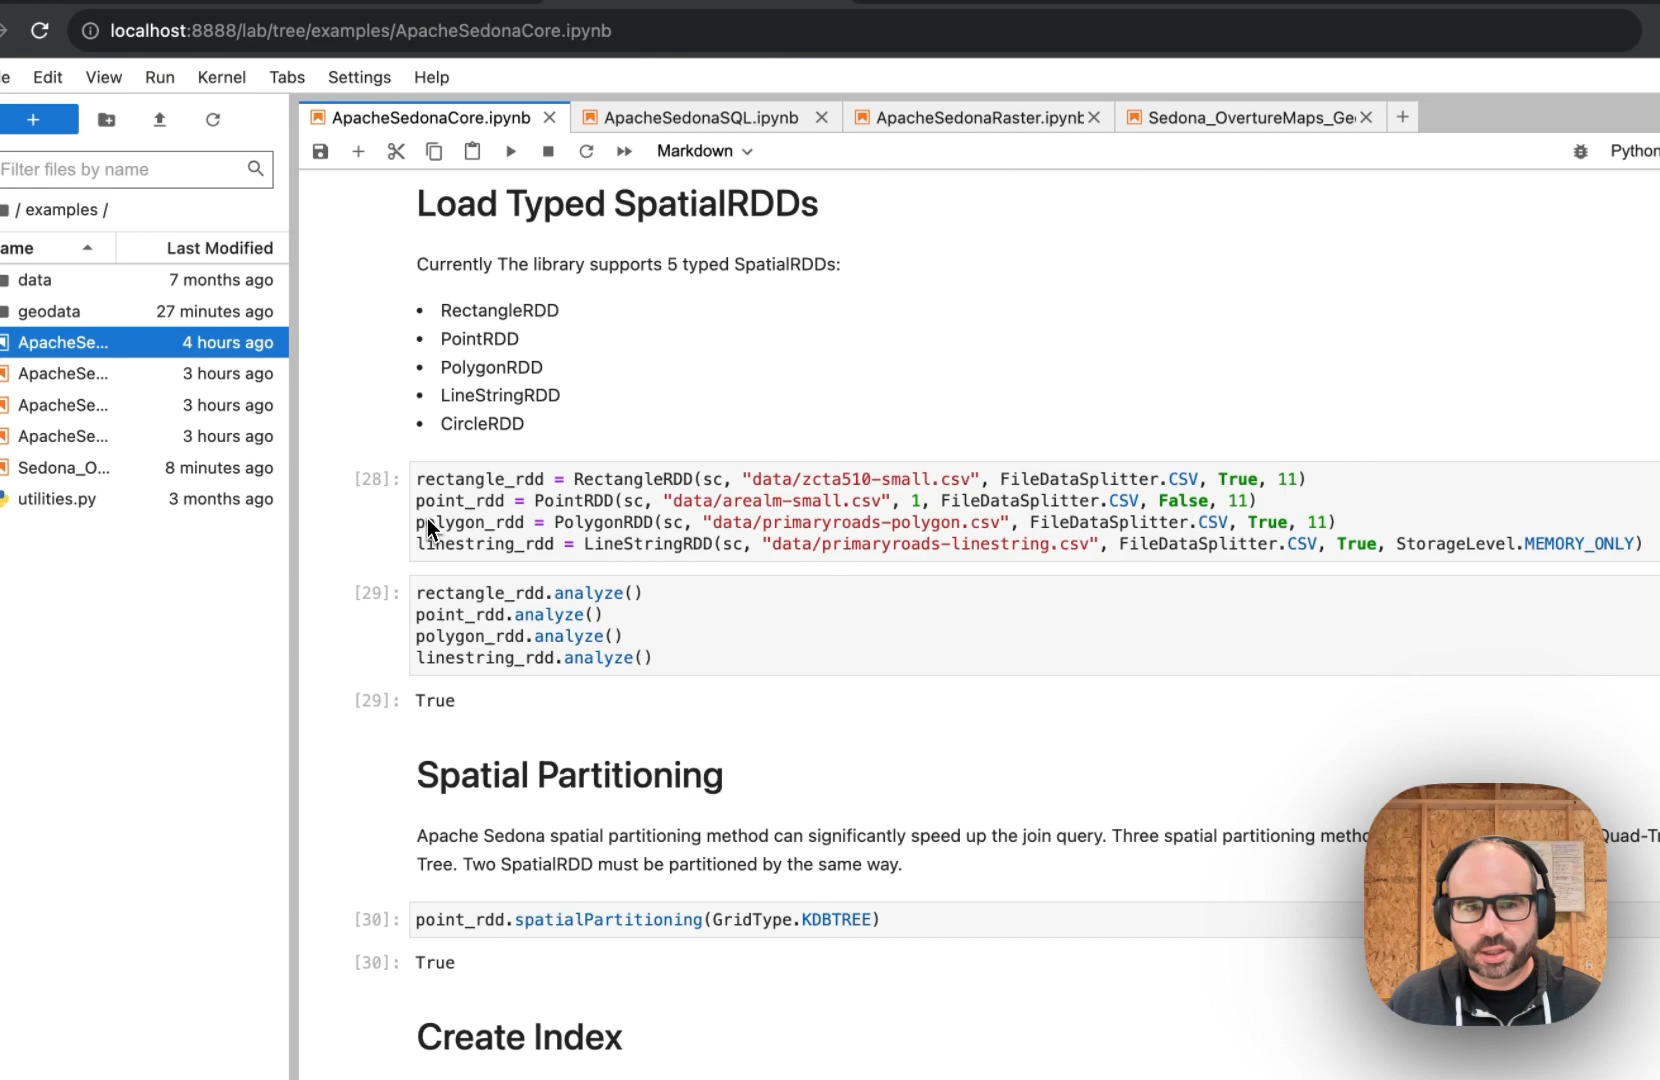 localhost:8888/lab/tree/examples/ApacheSedonaCore.ipynb
Edit View Run Kernel Tabs Settings Help
ApacheSedonaCore.ipynb ApacheSedonaSQL.ipynb ApacheSedonaRaster.ipynb Sedona_OvertureMaps_Ge
Markdown
Python
Filter files by name
/ examples /
Last Modified
data 7 months ago
geodata 27 minutes ago
ApacheSe... 4 hours ago
ApacheSe... 3 hours ago
ApacheSe... 3 hours ago
ApacheSe... 3 hours ago
Sedona_O... 8 minutes ago
utilities.py 3 months ago
Load Typed SpatialRDDs
Currently The library supports 5 typed SpatialRDDs:
• RectangleRDD
• PointRDD
• PolygonRDD
• LineStringRDD
• CircleRDD
[28]: rectangle_rdd = RectangleRDD(sc, "data/zcta510-small.csv", FileDataSplitter.CSV, True, 11)
point_rdd = PointRDD(sc, "data/arealm-small.csv", 1, FileDataSplitter.CSV, False, 11)
polygon_rdd = PolygonRDD(sc, "data/primaryroads-polygon.csv", FileDataSplitter.CSV, True, 11)
linestring_rdd = LineStringRDD(sc, "data/primaryroads-linestring.csv", FileDataSplitter.CSV, True, StorageLevel.MEMORY_ONLY)
[29]: rectangle_rdd.analyze()
point_rdd.analyze()
polygon_rdd.analyze()
linestring_rdd.analyze()
[29]: True
Spatial Partitioning
Apache Sedona spatial partitioning method can significantly speed up the join query. Three spatial partitioning metho Quad-Tr
Tree. Two SpatialRDD must be partitioned by the same way.
[30]: point_rdd.spatialPartitioning(GridType.KDBTREE)
[30]: True
Create Index